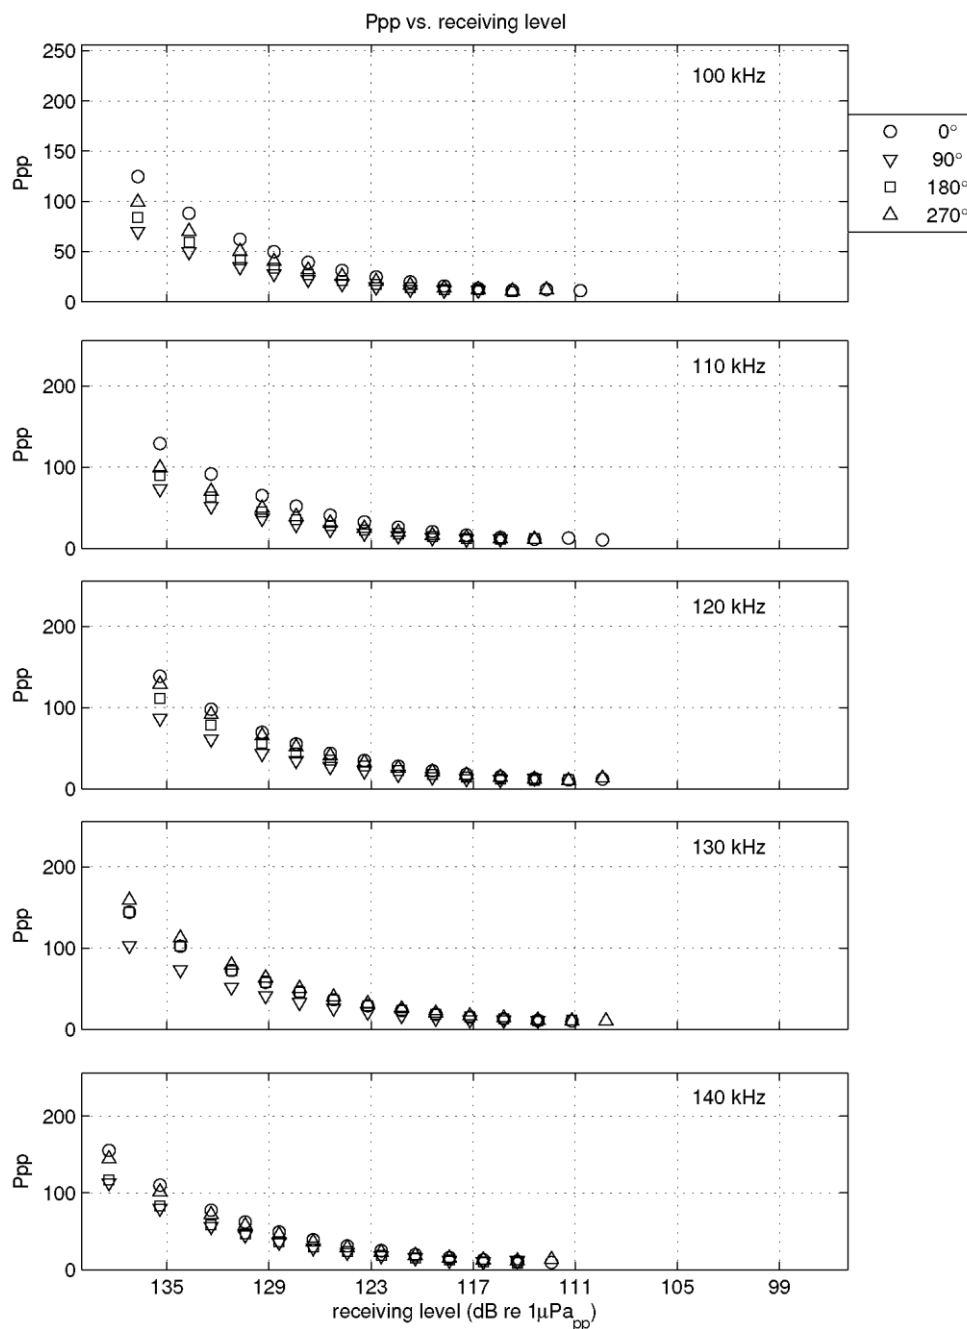 Ppp vs. receiving level
250
200
150
100
50
0
Ppp
100 kHz
0°
90°
180°
270°
200
100
0
Ppp
110 kHz
200
100
0
Ppp
120 kHz
200
100
0
Ppp
130 kHz
200
100
0
Ppp
140 kHz
135 129 123 117 111 105 99
receiving level (dB re 1μPa_pp)